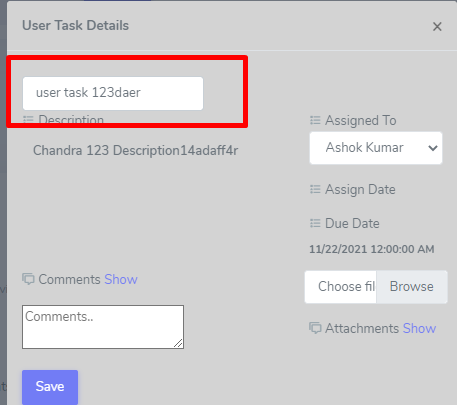 User Task Details
×
user task 123daer
Description
Chandra 123 Description14adaff4r
Assigned To
Ashok Kumar
Assign Date
Due Date
11/22/2021 12:00:00 AM
Comments Show
Choose fil Browse
Comments..
Attachments Show
Save